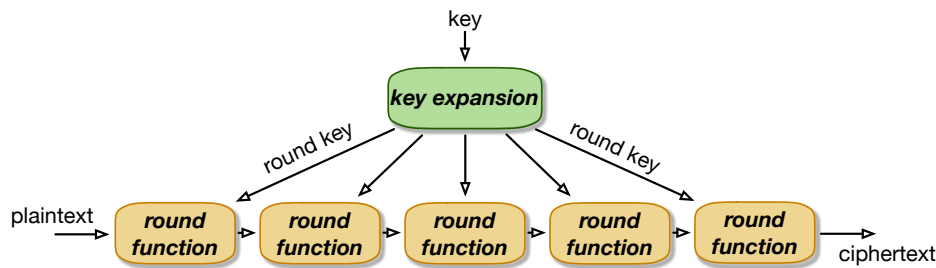 key
key expansion
round key
round key
plaintext
round
function
round
function
round
function
round
function
round
function
ciphertext